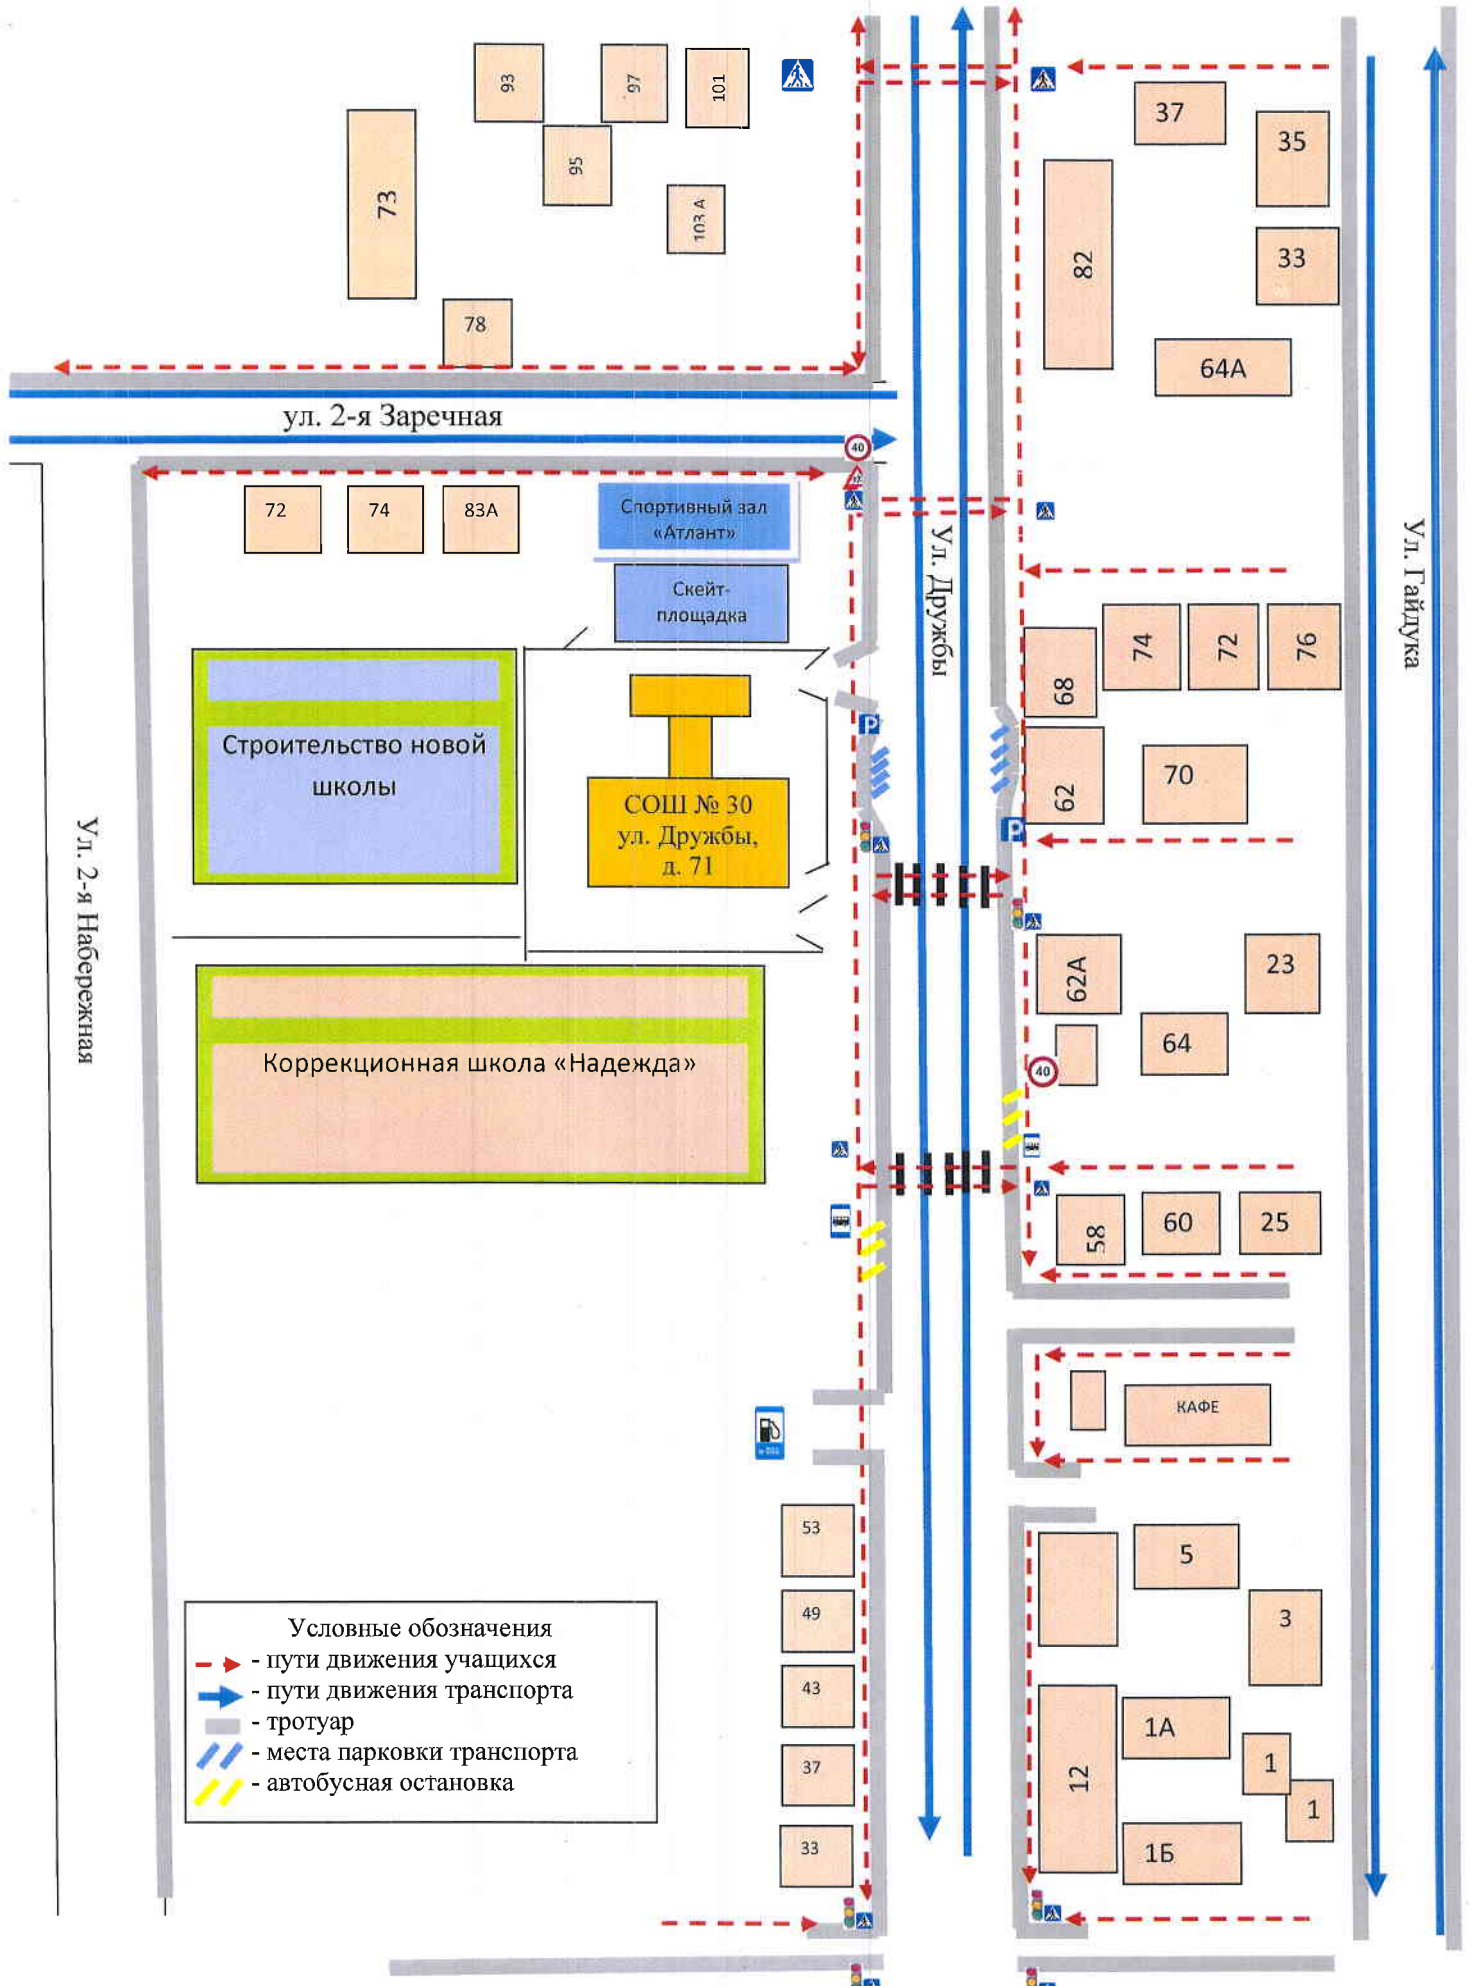 93
97
101
95
73
103 А
78
37
35
82
33
64А
ул. 2-я Заречная
40
72
74
83А
Спортивный зал
«Атлант»
Скейт-
площадка
Ул. Дружбы
Ул. Гайдука
68
74
72
76
P
62
70
P
Строительство новой
школы
СОШ № 30
ул. Дружбы,
д. 71
Ул. 2-я Набережная
62А
23
64
40
Коррекционная школа «Надежда»
58
60
25
КАФЕ
53
49
43
37
33
5
3
1А
12
1
1
1Б
Условные обозначения
- пути движения учащихся
- пути движения транспорта
- тротуар
- места парковки транспорта
- автобусная остановка